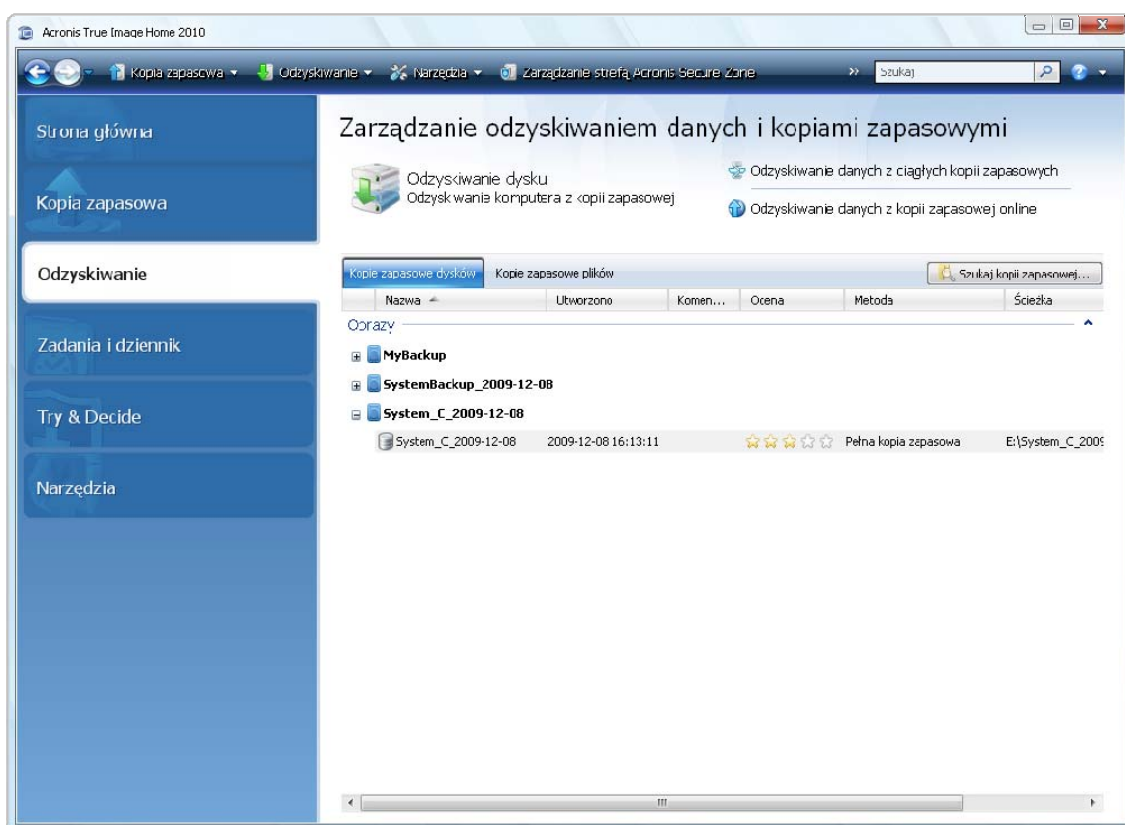 Acronis True Image Home 2010
Kopia zapasowa Odzyskiwanie Narzędzia Zarządzanie strefą Acronis Secure Zone » Szukaj
Strona główna
Kopia zapasowa
Odzyskiwanie
Zadania i dziennik
Try & Decide
Narzędzia
Zarządzanie odzyskiwaniem danych i kopiami zapasowymi
Odzyskiwanie dysku
Odzyskiwanie komputera z kopii zapasowej
Odzyskiwanie danych z ciągłych kopii zapasowych
Odzyskiwanie danych z kopii zapasowej online
Kopie zapasowe dysków Kopie zapasowe plików Szukaj kopii zapasowej...
Nazwa Utworzono Komen... Ocena Metoda Ścieżka
Obrazy
MyBackup
SystemBackup_2009-12-08
System_C_2009-12-08
System_C_2009-12-08 2009-12-08 16:13:11 Pełna kopia zapasowa E:\System_C_2009